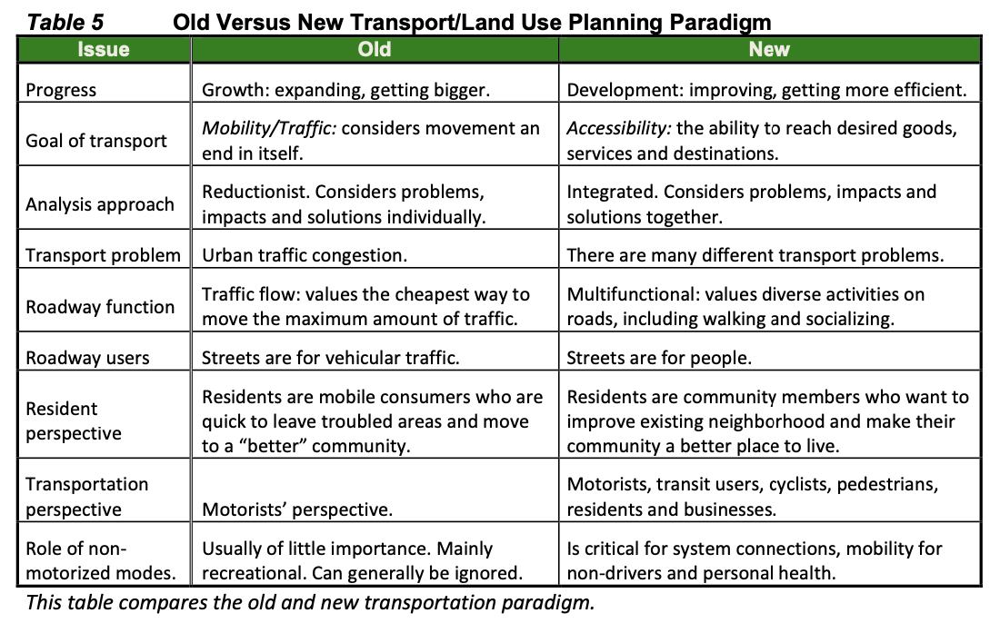 Table 5 Old Versus New Transport/Land Use Planning Paradigm
Issue Old New
Progress Growth: expanding, getting bigger. Development: improving, getting more efficient.
Goal of transport
Mobility/Traffic: considers movement an
end in itself.
Accessibility: the ability to reach desired goods,
services and destinations.
Analysis approach
Reductionist. Considers problems,
impacts and solutions individually.
Integrated. Considers problems, impacts and
solutions together.
Transport problem Urban traffic congestion. There are many different transport problems.
Roadway function
Traffic flow: values the cheapest way to
move the maximum amount of traffic.
Multifunctional: values diverse activities on
roads, including walking and socializing.
Roadway users Streets are for vehicular traffic. Streets are for people.
Resident
perspective
Residents are mobile consumers who are
quick to leave troubled areas and move
to a “better” community.
Residents are community members who want to
improve existing neighborhood and make their
community a better place to live.
Transportation
perspective
Motorists’ perspective.
Motorists, transit users, cyclists, pedestrians,
residents and businesses.
Role of non-
motorized modes.
Usually of little importance. Mainly
recreational. Can generally be ignored.
Is critical for system connections, mobility for
non-drivers and personal health.
This table compares the old and new transportation paradigm.